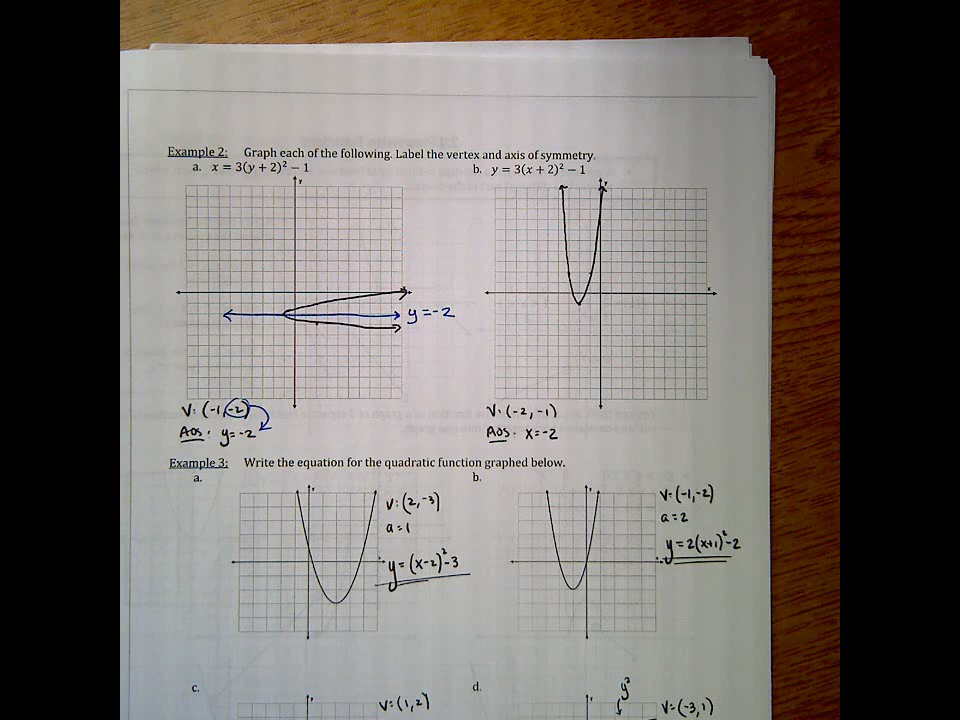 Example 2: Graph each of the following. Label the vertex and axis of symmetry.
a. x = 3(y + 2)² − 1
b. y = 3(x + 2)² − 1
y
x
y = -2
V: (-1, -2)
AOS: y = -2
y
x
V: (-2, -1)
AOS: x = -2
Example 3: Write the equation for the quadratic function graphed below.
a.
y
V: (2, -3)
a = 1
∴ y = (x-2)² -3
b.
y
V: (-1, -2)
a = 2
∴ y = 2(x+1)² -2
c.
y
V: (1, 2)
d.
y
y²
V: (-3, 1)